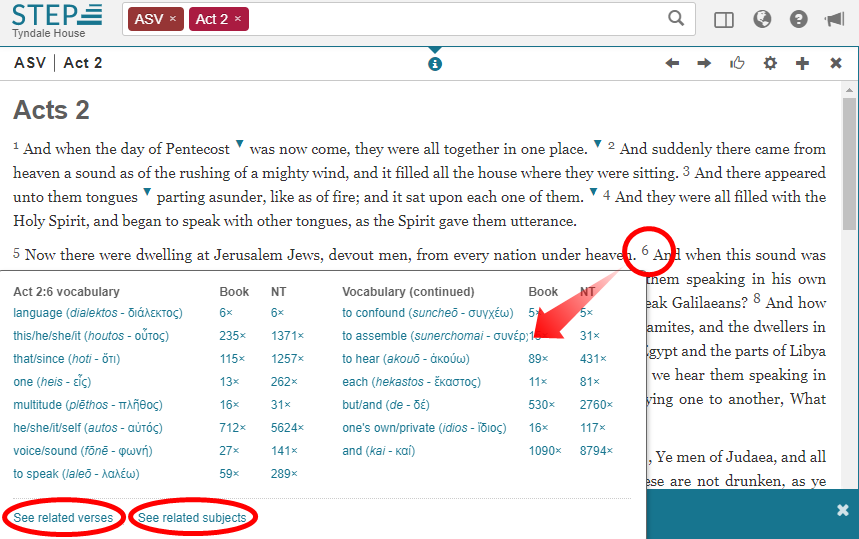 STEP
Tyndale House
ASV × Act 2 ×
ASV | Act 2
Acts 2
1 And when the day of Pentecost ▼ was now come, they were all together in one place. ▼ 2 And suddenly there came from
heaven a sound as of the rushing of a mighty wind, and it filled all the house where they were sitting. 3 And there appeared
unto them tongues ▼ parting asunder, like as of fire; and it sat upon each one of them. ▼ 4 And they were all filled with the
Holy Spirit, and began to speak with other tongues, as the Spirit gave them utterance.
5 Now there were dwelling at Jerusalem Jews, devout men, from every nation under heaven. 6 And when this sound was
them speaking in his own
eak Galilaeans? 8 And how
amites, and the dwellers in
Egypt and the parts of Libya
we hear them speaking in
ying one to another, What
, Ye men of Judaea, and all
ese are not drunken, as ye
Act 2:6 vocabulary Book NT Vocabulary (continued) Book NT
language (dialektos - διάλεκτος) 6× 6× to confound (suncheō - συγχέω) 5× 5×
this/he/she/it (houtos - οὗτος) 235× 1371× to assemble (sunerchomai - συνέρ; 31×
that/since (hoti - ὅτι) 115× 1257× to hear (akouō - ἀκούω) 89× 431×
one (heis - εἷς) 13× 262× each (hekastos - ἕκαστος) 11× 81×
multitude (plēthos - πλῆθος) 16× 31× but/and (de - δέ) 530× 2760×
he/she/it/self (autos - αὐτός) 712× 5624× one's own/private (idios - ἴδιος) 16× 117×
voice/sound (fōnē - φωνή) 27× 141× and (kai - καί) 1090× 8794×
to speak (laleō - λαλέω) 59× 289×
See related verses See related subjects